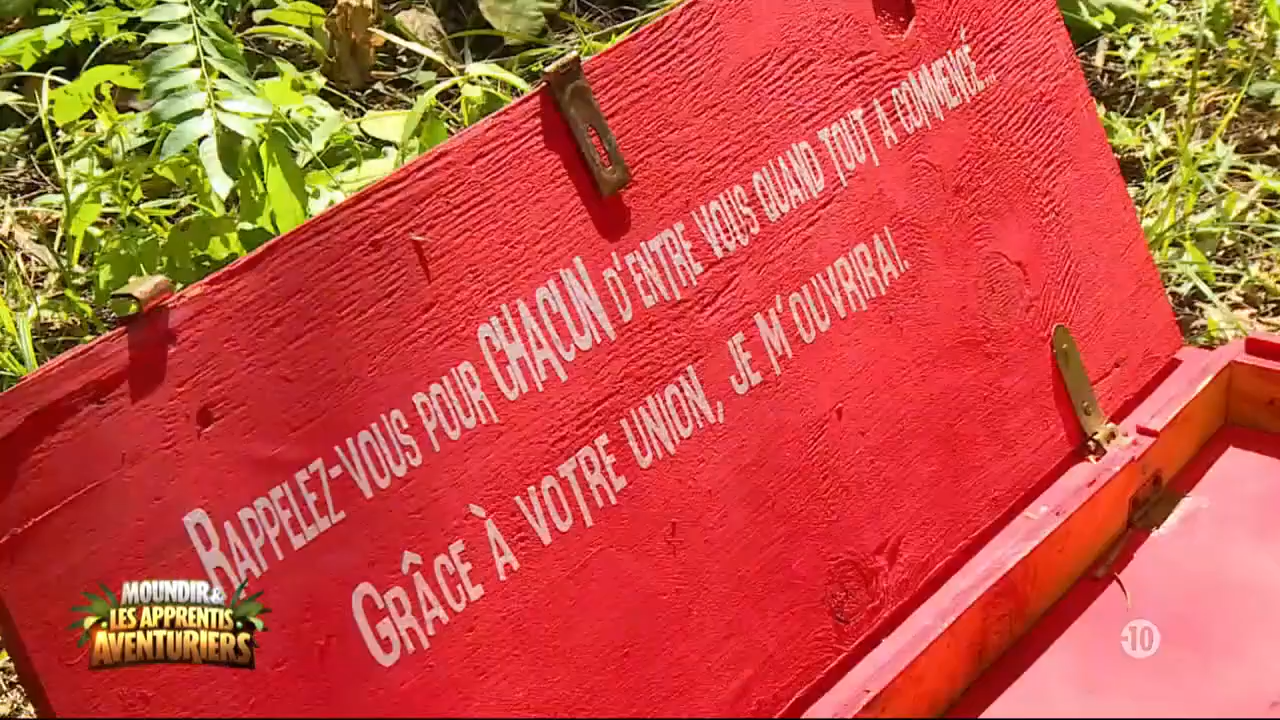 RAPPELEZ-VOUS POUR CHACUN D'ENTRE VOUS QUAND TOUT A COMMENCÉ...
GRÂCE À VOTRE UNION, JE M'OUVRIRAI.
MOUNDIR &
LES APPRENTIS
AVENTURIERS
-10